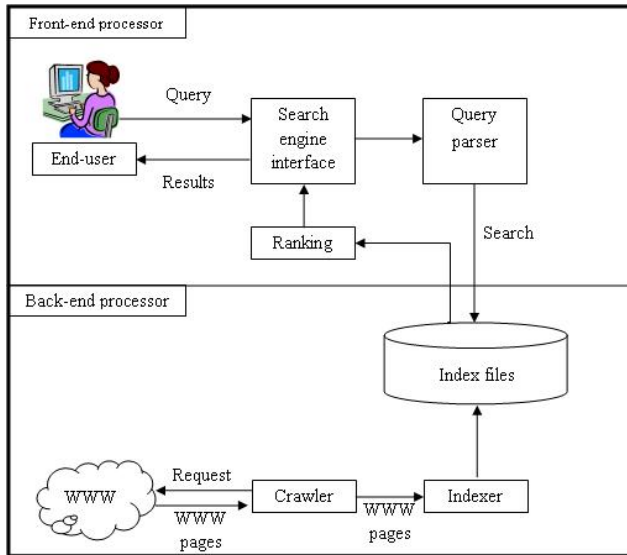 Front-end processor
Query
Search
engine
interface
Query
parser
End-user
Results
Ranking
Search
Back-end processor
Index files
Request
WWW
Crawler
Indexer
WWW
pages
WWW
pages